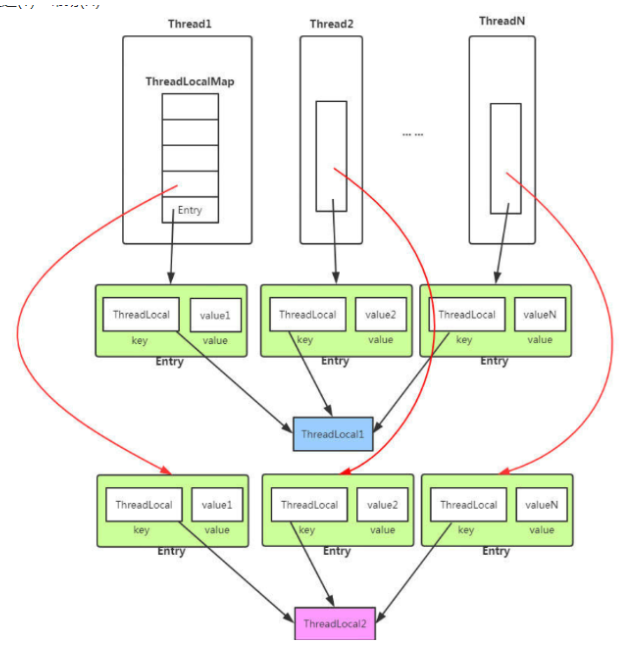 Thread1 Thread2 ThreadN
ThreadLocalMap
... ...
Entry
ThreadLocal value1 ThreadLocal value2 ThreadLocal valueN
key value key value key value
Entry Entry Entry
ThreadLocal1
ThreadLocal value1 ThreadLocal value2 ThreadLocal valueN
key value key value key value
Entry Entry Entry
ThreadLocal2